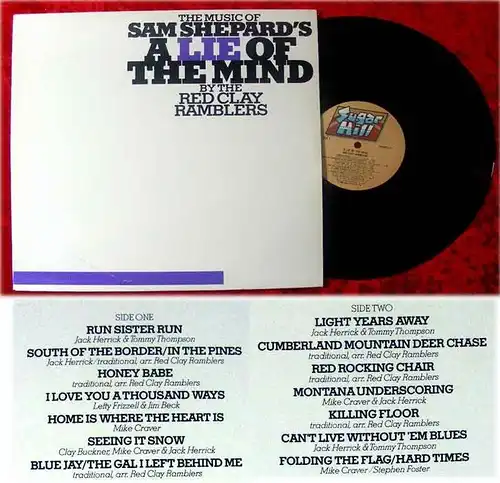 THE MUSIC OF
SAM SHEPARD'S
A LIE OF
THE MIND
BY THE
RED CLAY
RAMBLERS
Sugar
Hill
SIDE ONE
RUN SISTER RUN
Jack Herrick & Tommy Thompson
SOUTH OF THE BORDER/IN THE PINES
Jack Herrick/traditional, arr. Red Clay Ramblers
HONEY BABE
traditional, arr. Red Clay Ramblers
I LOVE YOU A THOUSAND WAYS
Lefty Frizzell & Jim Beck
HOME IS WHERE THE HEART IS
Mike Craver
SEEING IT SNOW
Clay Buckner, Mike Craver & Jack Herrick
BLUE JAY/THE GAL I LEFT BEHIND ME
traditional, arr. Red Clay Ramblers
SIDE TWO
LIGHT YEARS AWAY
Jack Herrick & Tommy Thompson
CUMBERLAND MOUNTAIN DEER CHASE
traditional, arr. Red Clay Ramblers
RED ROCKING CHAIR
traditional, arr. Red Clay Ramblers
MONTANA UNDERSCORING
Mike Craver & Jack Herrick
KILLING FLOOR
traditional, arr. Red Clay Ramblers
CAN'T LIVE WITHOUT 'EM BLUES
Jack Herrick & Tommy Thompson
FOLDING THE FLAG/HARD TIMES
Mike Craver/Stephen Foster